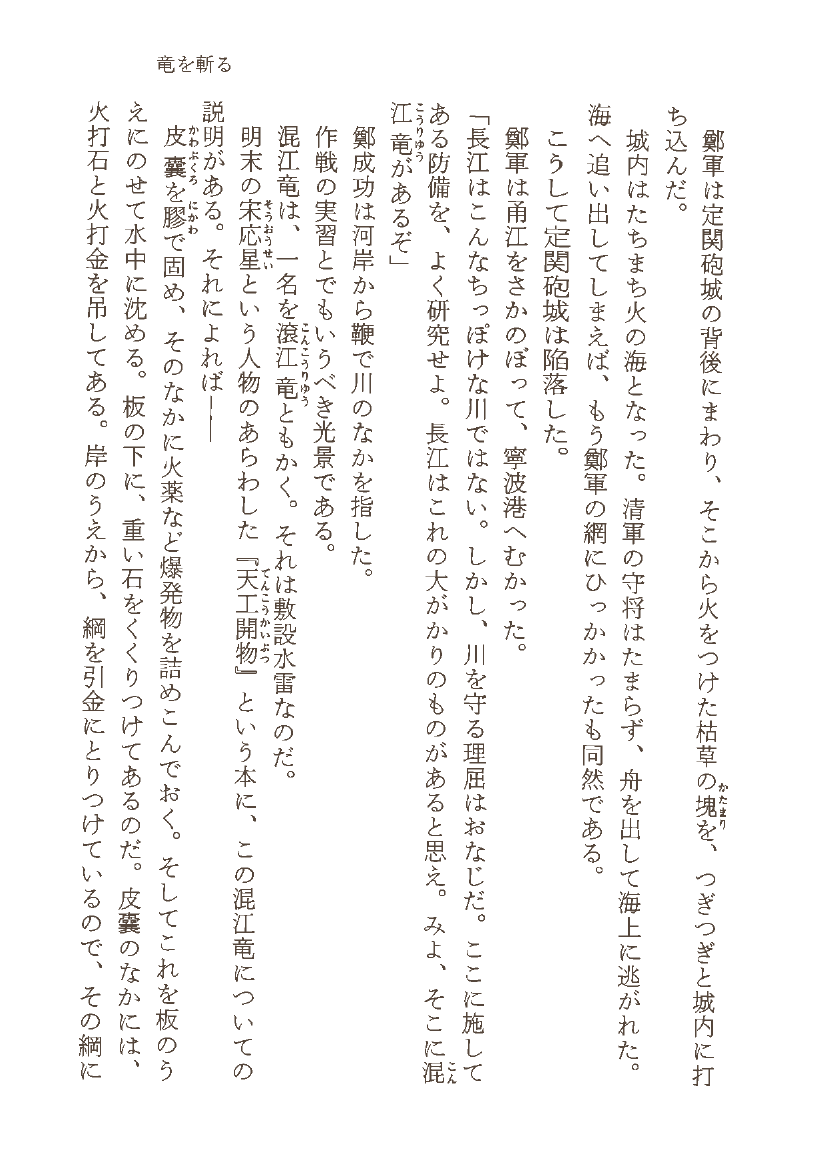 竜を斬る
鄭軍は定関砲城の背後にまわり、そこから火をつけた枯草の塊を、つぎつぎと城内に打
ち込んだ。
城内はたちまち火の海となった。清軍の守将はたまらず、舟を出して海上に逃がれた。
海へ追い出してしまえば、もう鄭軍の網にひっかかったも同然である。
こうして定関砲城は陥落した。
鄭軍は甬江をさかのぼって、寧波港へむかった。
「長江はこんなちっぽけな川ではない。しかし、川を守る理屈はおなじだ。ここに施して
ある防備を、よく研究せよ。長江はこれの大がかりのものがあると思え。みよ、そこに混
江竜があるぞ」
鄭成功は河岸から鞭で川のなかを指した。
作戦の実習とでもいうべき光景である。
混江竜は、一名を滾江竜ともかく。それは敷設水雷なのだ。
明末の宋応星という人物のあらわした『天工開物』という本に、この混江竜についての
説明がある。それによれば――
皮嚢を膠で固め、そのなかに火薬など爆発物を詰めこんでおく。そしてこれを板のう
えにのせて水中に沈める。板の下に、重い石をくくりつけてあるのだ。皮嚢のなかには、
火打石と火打金を吊してある。岸のうえから、綱を引金にとりつけているので、その綱に